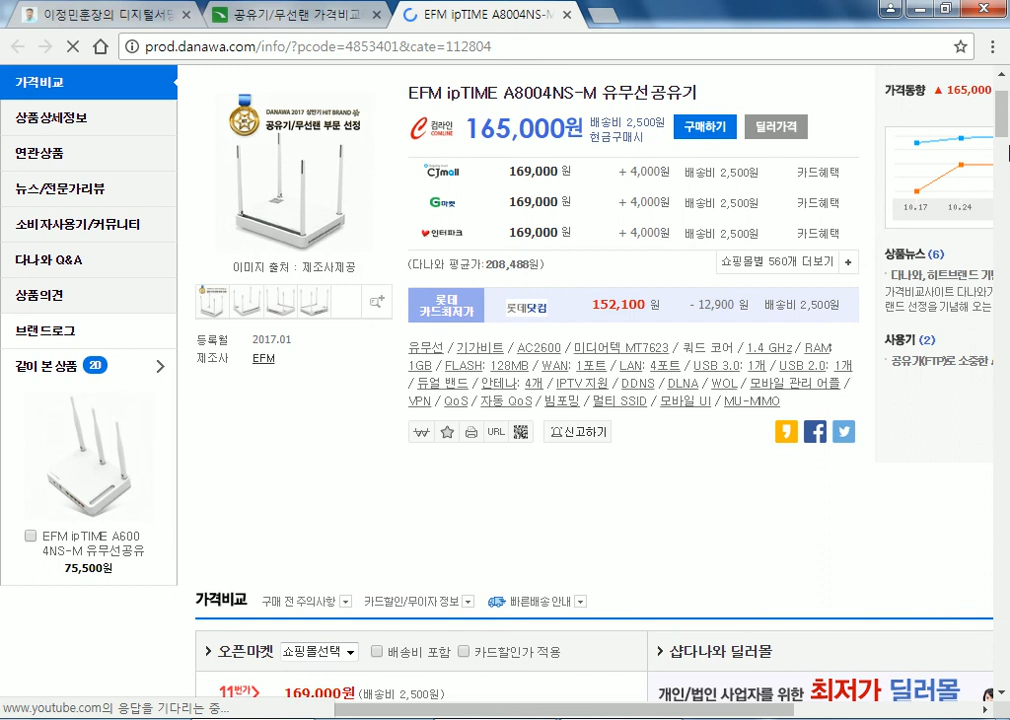 이정민훈장의 디지털서당
공유기/무선랜 가격비교
EFM ipTIME A8004NS-M
prod.danawa.com/info/?pcode=4853401&cate=112804
가격비교
상품상세정보
연관상품
뉴스/전문가리뷰
소비자사용기/커뮤니티
다나와 Q&A
상품의견
브랜드로그
같이 본 상품 20
EFM ipTIME A600
4NS-M 유무선공유
75,500원
DANAWA 2017 상반기 HIT BRAND
공유기/무선랜 부문 선정
이미지 출처 : 제조사제공
등록월 2017.01
제조사 EFM
EFM ipTIME A8004NS-M 유무선공유기
컴라인 COMLINE 165,000원 배송비 2,500원 현금구매시 구매하기 딜러가격
CJmall 169,000 원 + 4,000원 배송비 2,500원 카드혜택
G마켓 169,000 원 + 4,000원 배송비 2,500원 카드혜택
인터파크 169,000 원 + 4,000원 배송비 2,500원 카드혜택
(다나와 평균가: 208,488원) 쇼핑몰별 560개 더보기 +
롯데 카드최저가 롯데닷컴 152,100 원 - 12,900 원 배송비 2,500원
유무선 / 기가비트 / AC2600 / 미디어텍 MT7623 / 쿼드 코어 / 1.4 GHz / RAM:
1GB / FLASH: 128MB / WAN: 1포트 / LAN: 4포트 / USB 3.0: 1개 / USB 2.0: 1개
/ 듀얼 밴드 / 안테나: 4개 / IPTV 지원 / DDNS / DLNA / WOL / 모바일 관리 어플 /
VPN / QoS / 자동 QoS / 빔포밍 / 멀티 SSID / 모바일 UI / MU-MIMO
URL 신고하기
가격동향 ▲ 165,000
10.17 10.24
상품뉴스 (6)
다나와, 히트브랜드
가격비교사이트 다나와가
랜드 선정을 기념해 오는
사용기 (2)
공유기(FTP)로 소중한
가격비교 구매 전 주의사항 카드할인/무이자 정보 빠른배송 안내
오픈마켓 쇼핑몰선택 배송비 포함 카드할인가 적용
샵다나와 딜러몰
11번가 169,000원 (배송비 2,500원)
개인/법인 사업자를 위한 최저가 딜러몰
www.youtube.com의 응답을 기다리는 중...